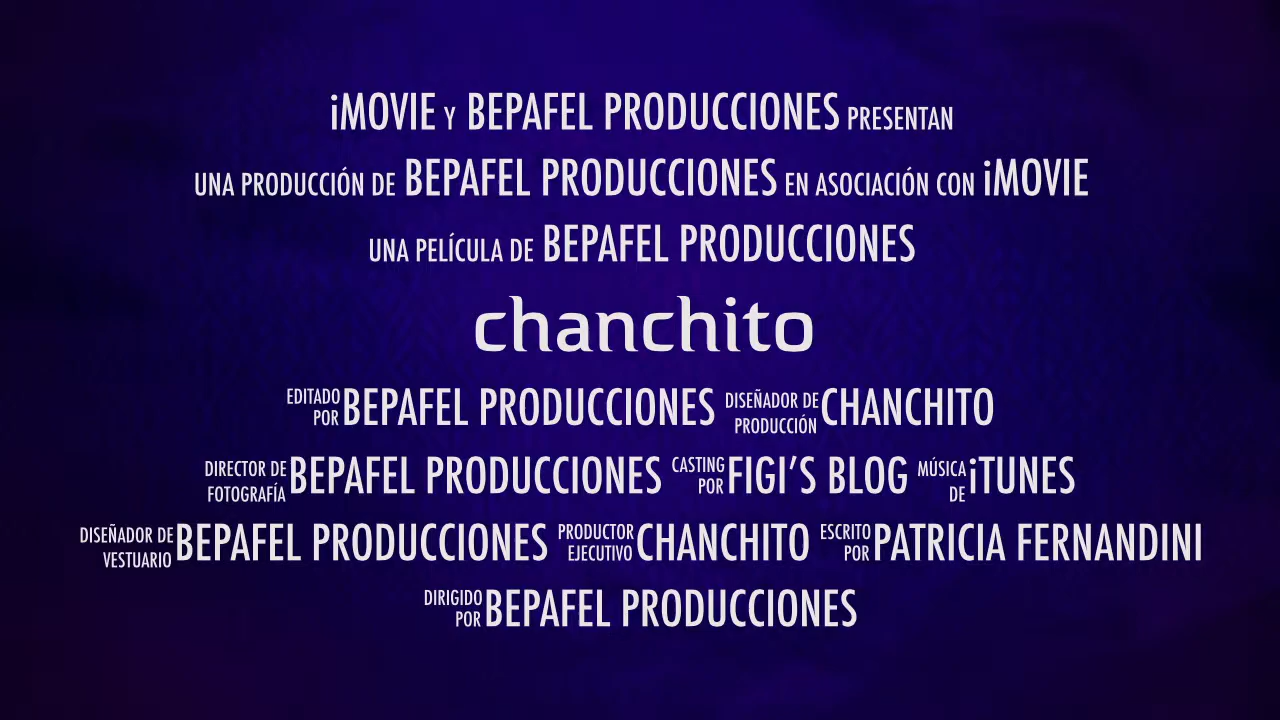 iMOVIE Y BEPAFEL PRODUCCIONES PRESENTAN
UNA PRODUCCIÓN DE BEPAFEL PRODUCCIONES EN ASOCIACIÓN CON iMOVIE
UNA PELÍCULA DE BEPAFEL PRODUCCIONES
chanchito
EDITADO POR BEPAFEL PRODUCCIONES DISEÑADOR DE PRODUCCIÓN CHANCHITO
DIRECTOR DE FOTOGRAFÍA BEPAFEL PRODUCCIONES CASTING POR FIGI'S BLOG MÚSICA DE iTUNES
DISEÑADOR DE VESTUARIO BEPAFEL PRODUCCIONES PRODUCTOR EJECUTIVO CHANCHITO ESCRITO POR PATRICIA FERNANDINI
DIRIGIDO POR BEPAFEL PRODUCCIONES